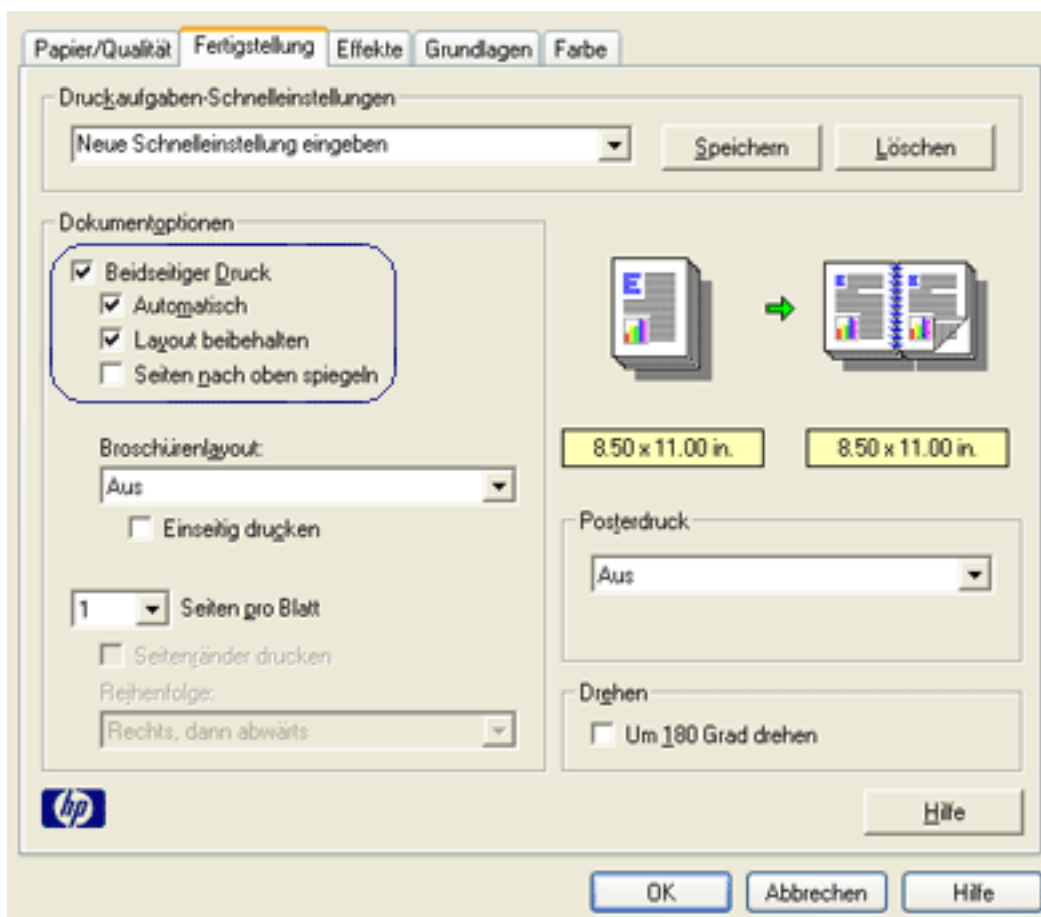 Papier/Qualität Fertigstellung Effekte Grundlagen Farbe
Druckaufgaben-Schnelleinstellungen
Neue Schnelleinstellung eingeben Speichern Löschen
Dokumentoptionen
Beidseitiger Druck
Automatisch
Layout beibehalten
Seiten nach oben spiegeln
Broschürenlayout:
Aus
Einseitig drucken
1 Seiten pro Blatt
Seitenränder drucken
Reihenfolge:
Rechts, dann abwärts
E E E
8.50 x 11.00 in. 8.50 x 11.00 in.
Posterdruck
Aus
Drehen
Um 180 Grad drehen
hp
Hilfe
OK Abbrechen Hilfe